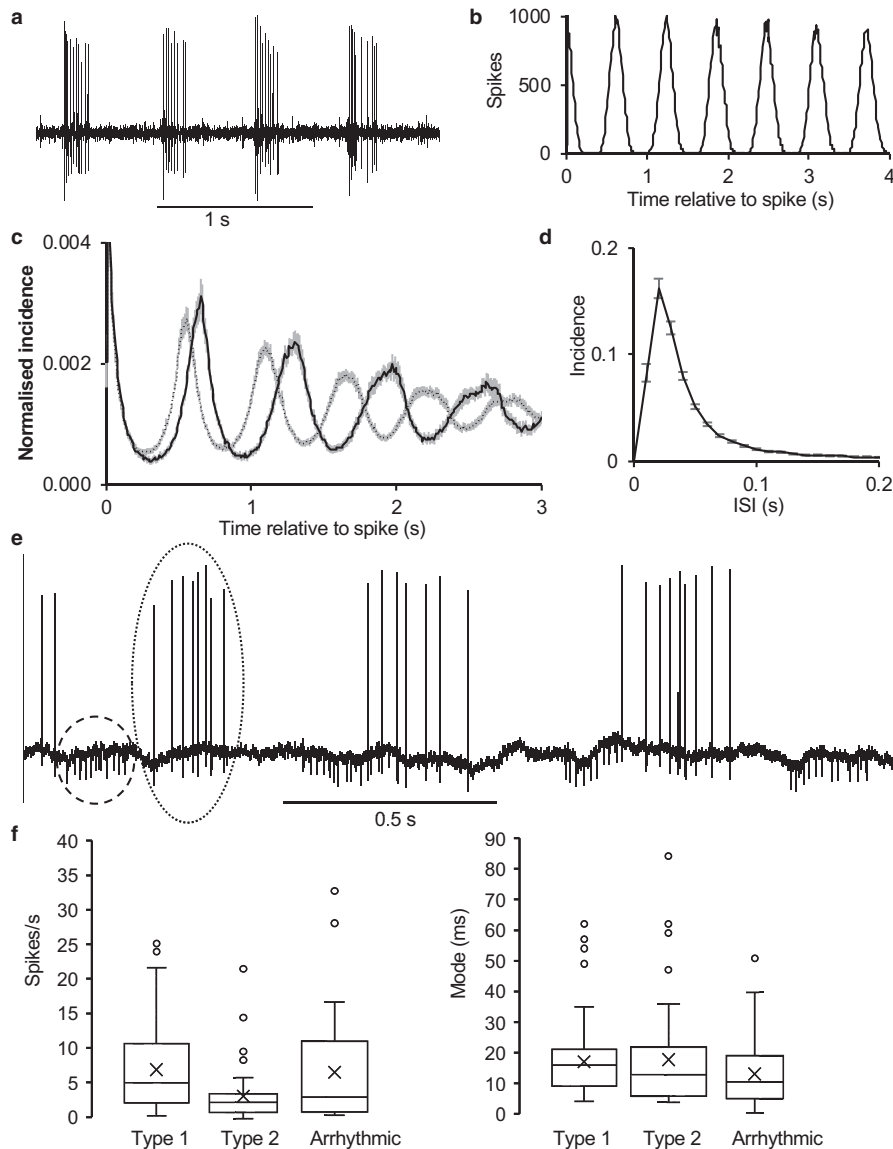 a
1 s
b
Spikes
1000
500
0
0 1 2 3 4
Time relative to spike (s)
c
Normalised incidence
0.004
0.002
0.000
0 1 2 3
Time relative to spike (s)
d
Incidence
0.2
0.1
0
0 0.1 0.2
ISI (s)
e
0.5 s
f
Spikes/s
40
35
30
25
20
15
10
5
0
Type 1 Type 2 Arrhythmic
Mode (ms)
90
80
70
60
50
40
30
20
10
0
Type 1 Type 2 Arrhythmic